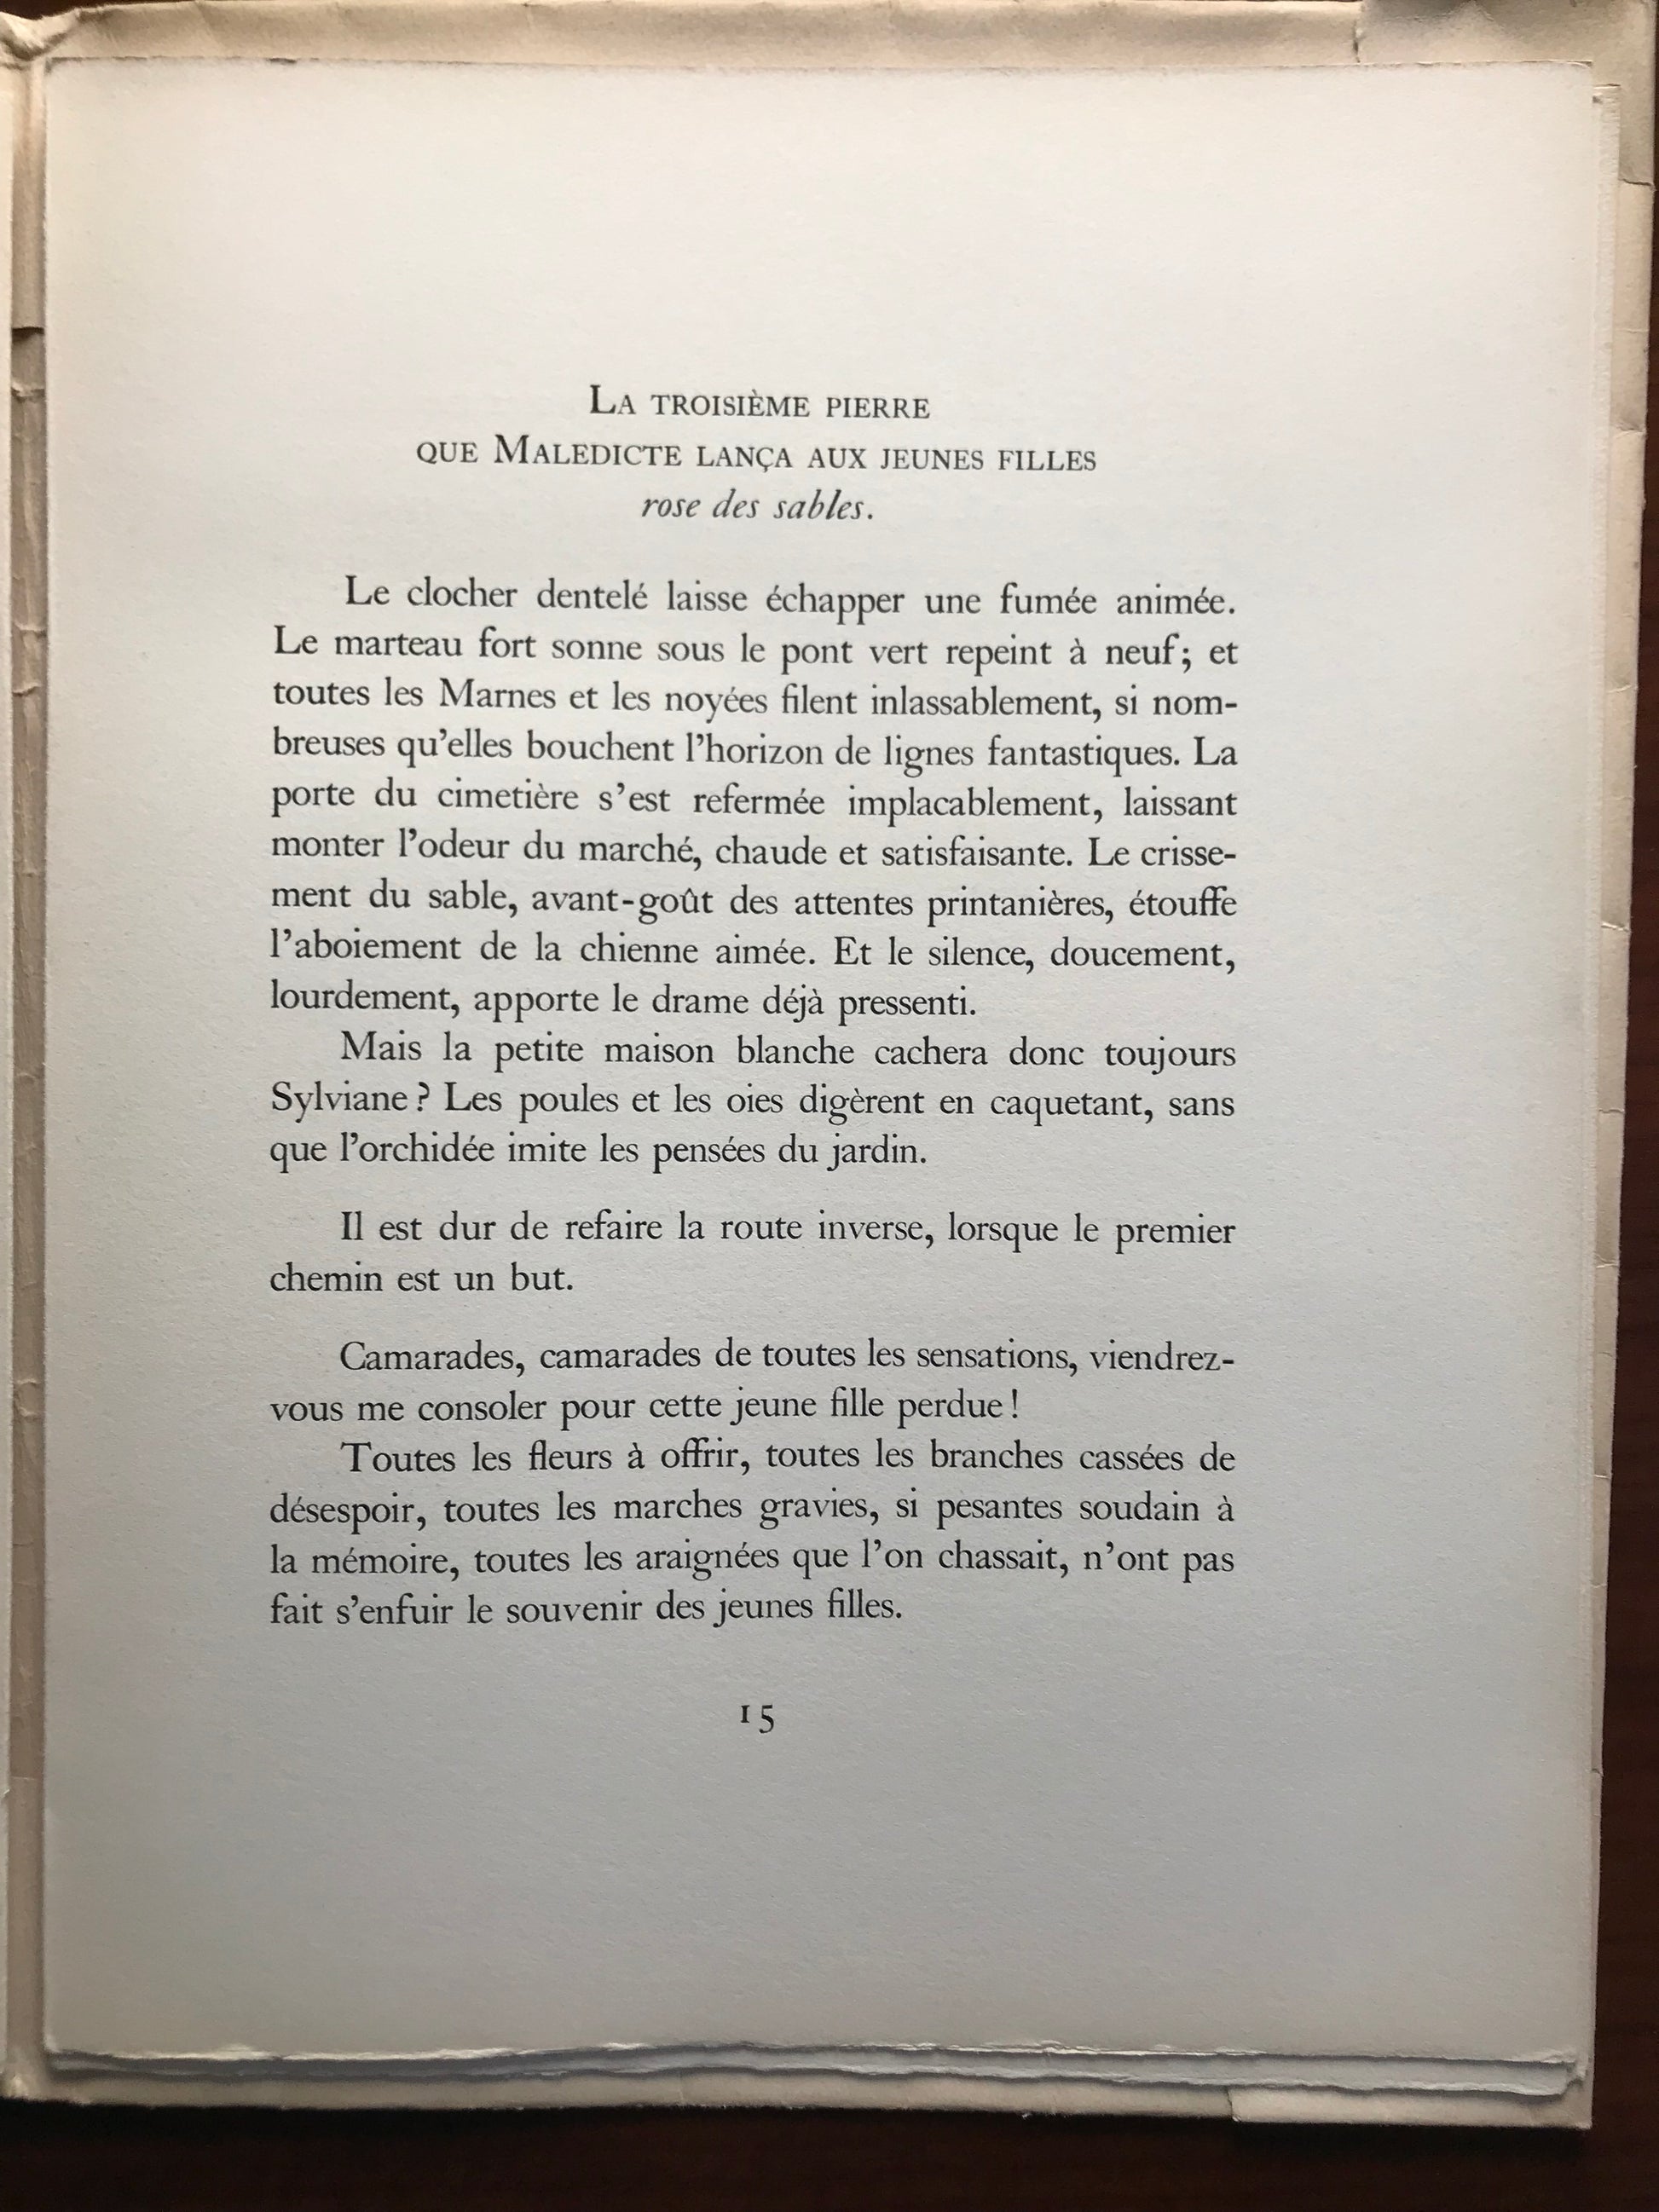 La troisième pierre
que Maledicte lança aux jeunes filles
rose des sables.
Le clocher dentelé laisse échapper une fumée animée.
Le marteau fort sonne sous le pont vert repeint à neuf; et
toutes les Marnes et les noyées filent inlassablement, si nom-
breuses qu'elles bouchent l'horizon de lignes fantastiques. La
porte du cimetière s'est refermée implacablement, laissant
monter l'odeur du marché, chaude et satisfaisante. Le crisse-
ment du sable, avant-goût des attentes printanières, étouffe
l'aboiement de la chienne aimée. Et le silence, doucement,
lourdement, apporte le drame déjà pressenti.
Mais la petite maison blanche cachera donc toujours
Sylviane? Les poules et les oies digèrent en caquetant, sans
que l'orchidée imite les pensées du jardin.
Il est dur de refaire la route inverse, lorsque le premier
chemin est un but.
Camarades, camarades de toutes les sensations, viendrez-
vous me consoler pour cette jeune fille perdue!
Toutes les fleurs à offrir, toutes les branches cassées de
désespoir, toutes les marches gravies, si pesantes soudain à
la mémoire, toutes les araignées que l'on chassait, n'ont pas
fait s'enfuir le souvenir des jeunes filles.
15